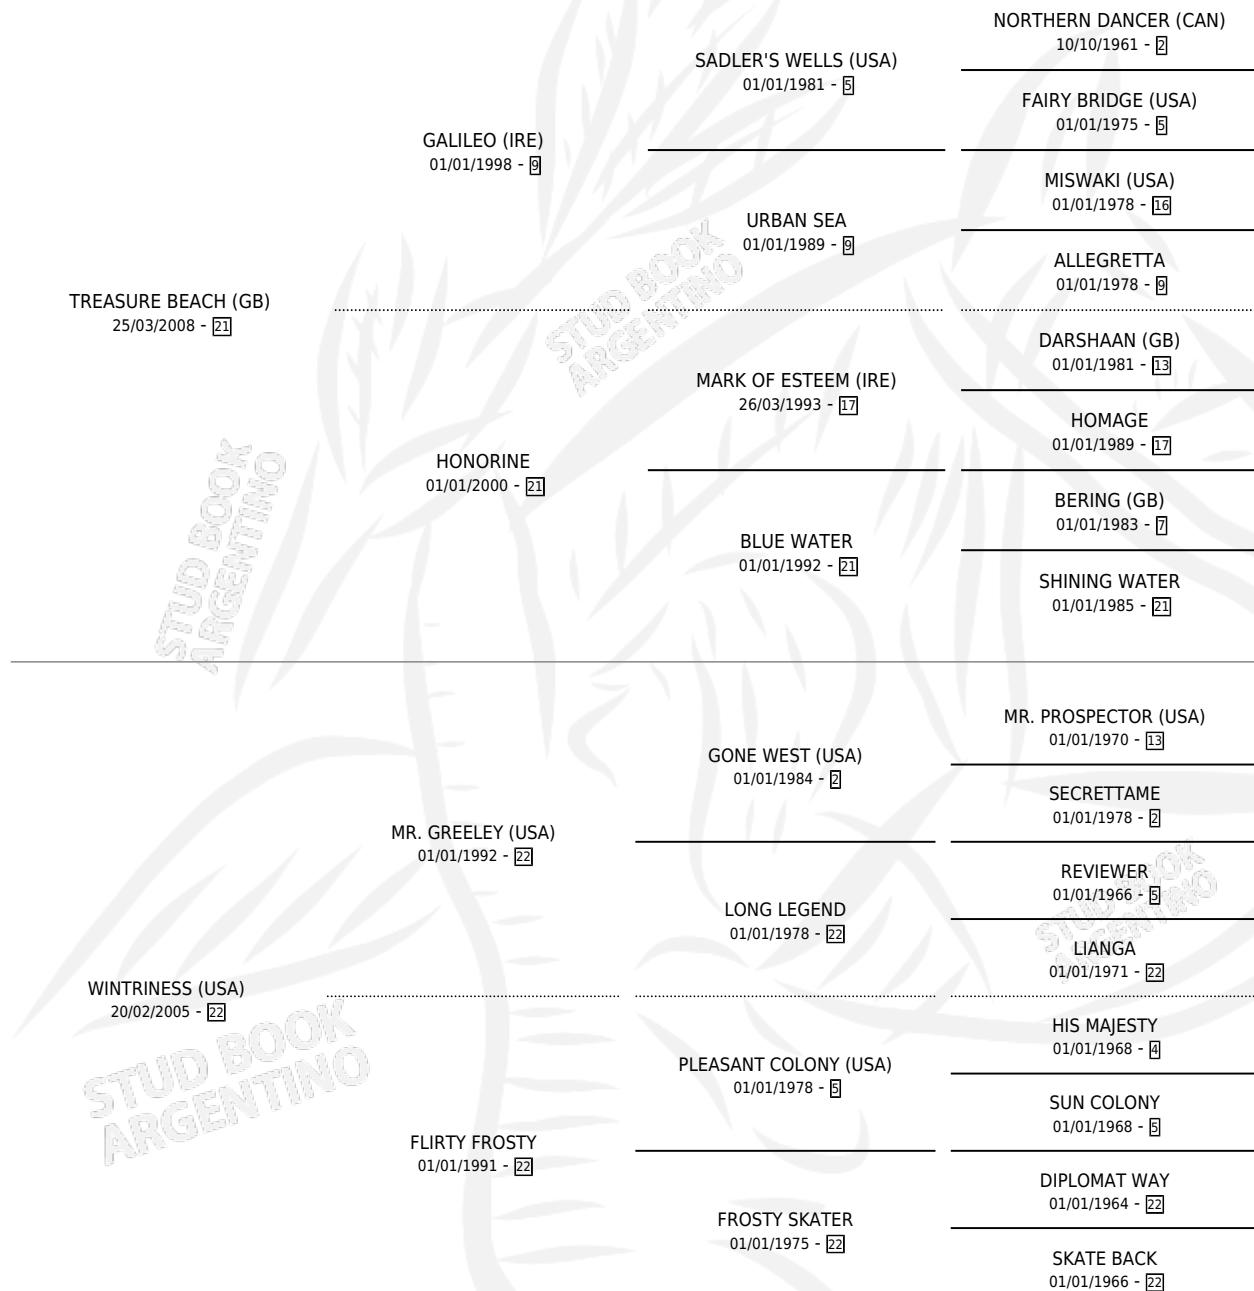 NORTHERN DANCER (CAN)
10/10/1961 - 2
SADLER'S WELLS (USA)
01/01/1981 - 5
FAIRY BRIDGE (USA)
01/01/1975 - 5
GALILEO (IRE)
01/01/1998 - 9
MISWAKI (USA)
01/01/1978 - 16
URBAN SEA
01/01/1989 - 9
ALLEGRETTA
01/01/1978 - 9
TREASURE BEACH (GB)
25/03/2008 - 21
DARSHAAN (GB)
01/01/1981 - 13
MARK OF ESTEEM (IRE)
26/03/1993 - 17
HOMAGE
01/01/1989 - 17
HONORINE
01/01/2000 - 21
BERING (GB)
01/01/1983 - 7
BLUE WATER
01/01/1992 - 21
SHINING WATER
01/01/1985 - 21
MR. PROSPECTOR (USA)
01/01/1970 - 13
GONE WEST (USA)
01/01/1984 - 2
SECRETTAME
01/01/1978 - 2
MR. GREELEY (USA)
01/01/1992 - 22
REVIEWER
01/01/1966 - 5
LONG LEGEND
01/01/1978 - 22
LIANGA
01/01/1971 - 22
WINTRINESS (USA)
20/02/2005 - 22
HIS MAJESTY
01/01/1968 - 4
PLEASANT COLONY (USA)
01/01/1978 - 5
SUN COLONY
01/01/1968 - 5
FLIRTY FROSTY
01/01/1991 - 22
DIPLOMAT WAY
01/01/1964 - 22
FROSTY SKATER
01/01/1975 - 22
SKATE BACK
01/01/1966 - 22
STUD BOOK
ARGENTINO
STUD BOOK
ARGENTINO
STUD BOOK
ARGENTINO
STUD BOOK
ARGENTINO